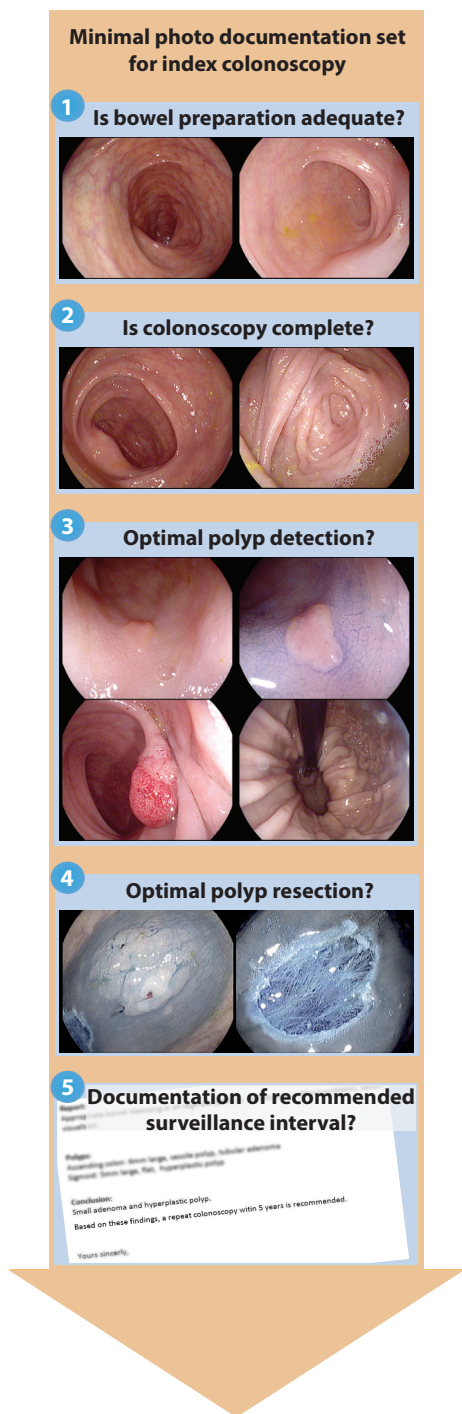 Minimal photo documentation set
for index colonoscopy
1
Is bowel preparation adequate?
2
Is colonoscopy complete?
3
Optimal polyp detection?
4
Optimal polyp resection?
5
Documentation of recommended
surveillance interval?
Report:
visualised.
Polyps:
Ascending colon: 6mm large, sessile polyp, tubular adenoma
Sigmoid: 5mm large, flat, hyperplastic polyp
Conclusion:
Small adenoma and hyperplastic polyp.
Based on these findings, a repeat colonoscopy witin 5 years is recommended.
Yours sincerly,